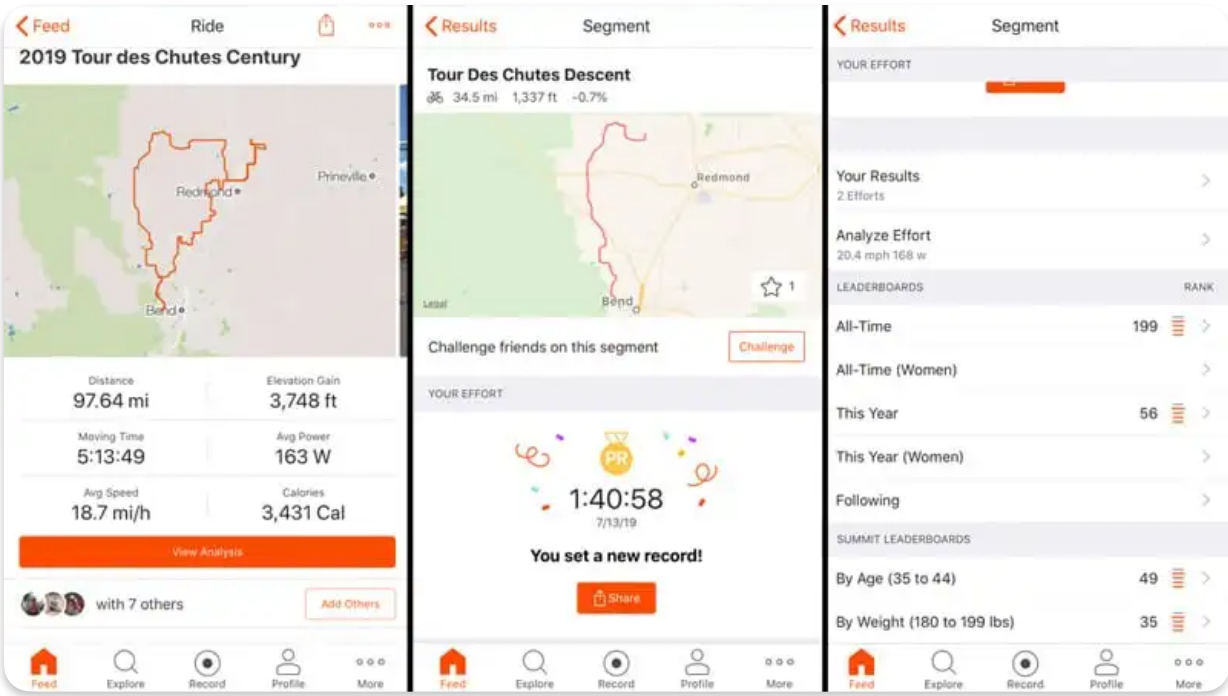 Feed
Ride
2019 Tour des Chutes Century
Redmond
Prineville
Bend
Distance
97.64 mi
Elevation Gain
3,748 ft
Moving Time
5:13:49
Avg Power
163 W
Avg Speed
18.7 mi/h
Calories
3,431 Cal
View Analysis
with 7 others
Add Others
Feed
Explore
Record
Profile
More
Results
Segment
Tour Des Chutes Descent
34.5 mi 1,337 ft -0.7%
Redmond
Bend
Legal
1
Challenge friends on this segment
Challenge
YOUR EFFORT
PR
1:40:58
7/13/19
You set a new record!
Share
Feed
Explore
Record
Profile
More
Results
Segment
YOUR EFFORT
Your Results
2 Efforts
Analyze Effort
20.4 mph 168 w
LEADERBOARDS
RANK
All-Time
199
All-Time (Women)
This Year
56
This Year (Women)
Following
SUMMIT LEADERBOARDS
By Age (35 to 44)
49
By Weight (180 to 199 lbs)
35
Feed
Explore
Record
Profile
More